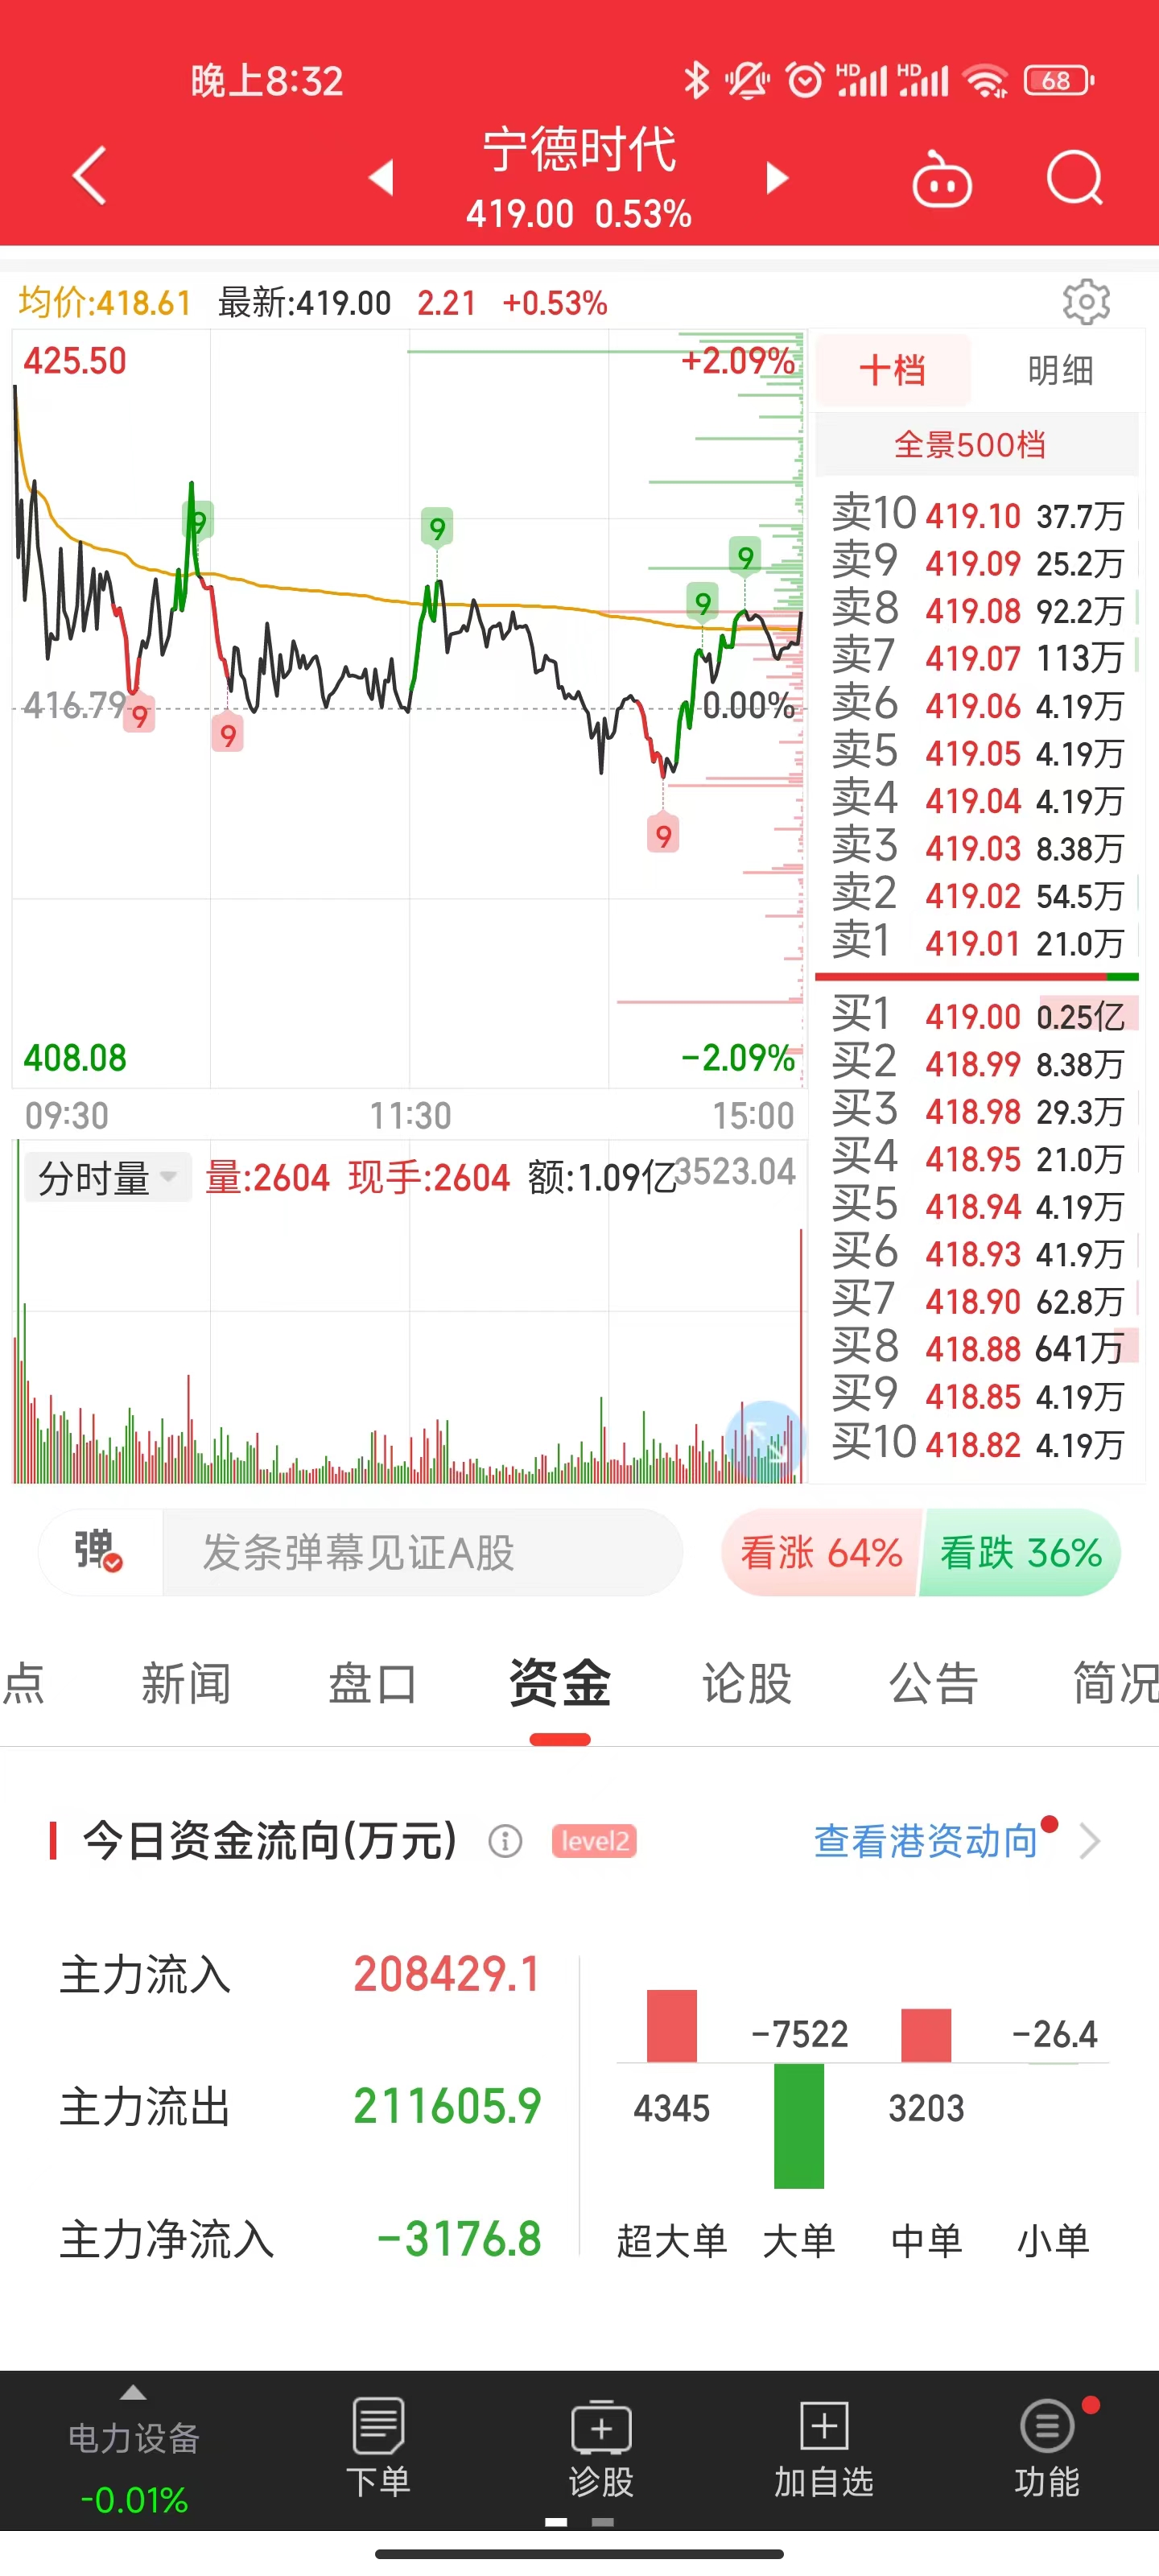 晚上8:32
HD HD 68
宁德时代
419.00 0.53%
均价:418.61 最新:419.00 2.21 +0.53%
425.50 +2.09%
9
9
9
9
416.79 0.00%
9
9
9
408.08 -2.09%
09:30 11:30 15:00
分时量 量:2604 现手:2604 额:1.09亿 3523.04
十档 明细
全景500档
卖10 419.10 37.7万
卖9 419.09 25.2万
卖8 419.08 92.2万
卖7 419.07 113万
卖6 419.06 4.19万
卖5 419.05 4.19万
卖4 419.04 4.19万
卖3 419.03 8.38万
卖2 419.02 54.5万
卖1 419.01 21.0万
买1 419.00 0.25亿
买2 418.99 8.38万
买3 418.98 29.3万
买4 418.95 21.0万
买5 418.94 4.19万
买6 418.93 41.9万
买7 418.90 62.8万
买8 418.88 641万
买9 418.85 4.19万
买10 418.82 4.19万
弹 发条弹幕见证A股 看涨 64% 看跌 36%
点 新闻 盘口 资金 论股 公告 简况
今日资金流向(万元) level2 查看港资动向
主力流入 208429.1
主力流出 211605.9
主力净流入 -3176.8
-7522 -26.4
4345 3203
超大单 大单 中单 小单
电力设备
-0.01%
下单 诊股 加自选 功能